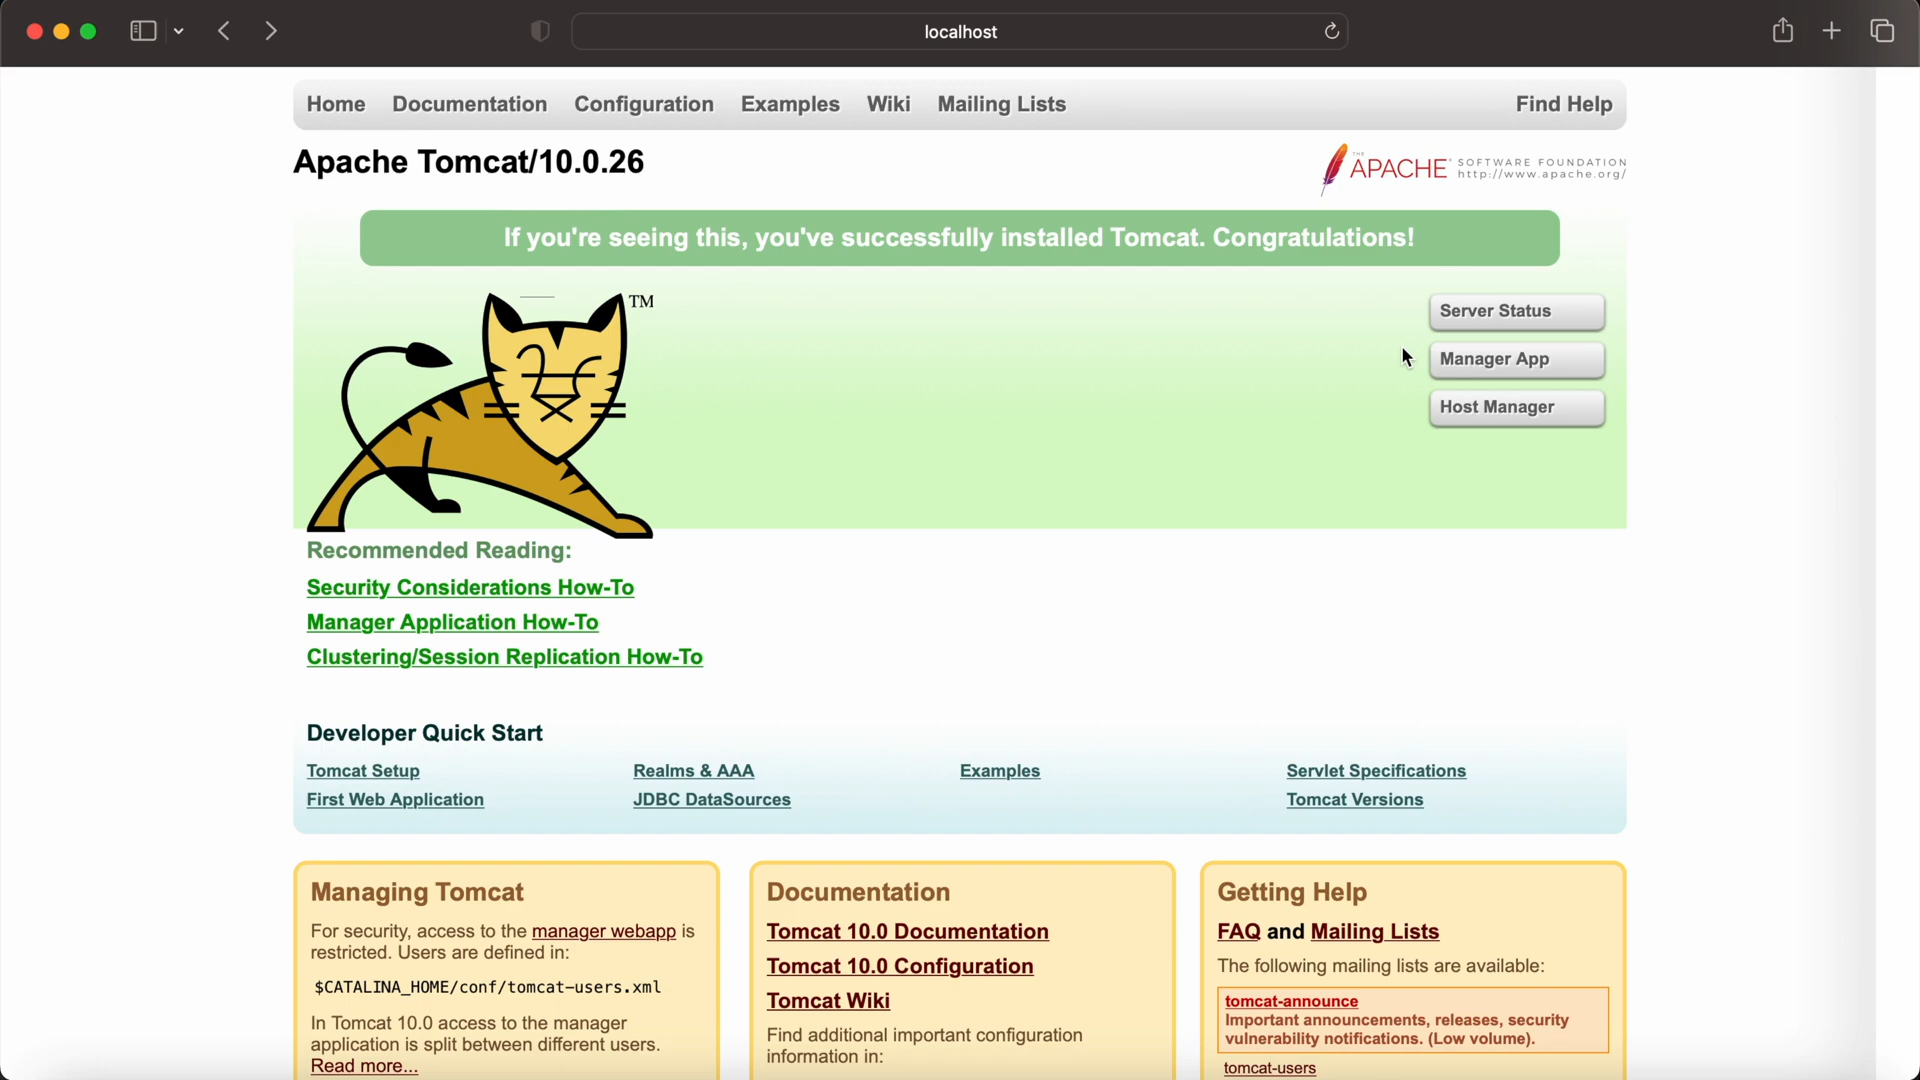 localhost
Home Documentation Configuration Examples Wiki Mailing Lists Find Help
Apache Tomcat/10.0.26
THE APACHE® SOFTWARE FOUNDATION
http://www.apache.org/
If you're seeing this, you've successfully installed Tomcat. Congratulations!
TM
Server Status
Manager App
Host Manager
Recommended Reading:
Security Considerations How-To
Manager Application How-To
Clustering/Session Replication How-To
Developer Quick Start
Tomcat Setup
First Web Application
Realms & AAA
JDBC DataSources
Examples
Servlet Specifications
Tomcat Versions
Managing Tomcat
For security, access to the manager webapp is
restricted. Users are defined in:
$CATALINA_HOME/conf/tomcat-users.xml
In Tomcat 10.0 access to the manager
application is split between different users.
Read more...
Documentation
Tomcat 10.0 Documentation
Tomcat 10.0 Configuration
Tomcat Wiki
Find additional important configuration
information in:
Getting Help
FAQ and Mailing Lists
The following mailing lists are available:
tomcat-announce
Important announcements, releases, security
vulnerability notifications. (Low volume).
tomcat-users